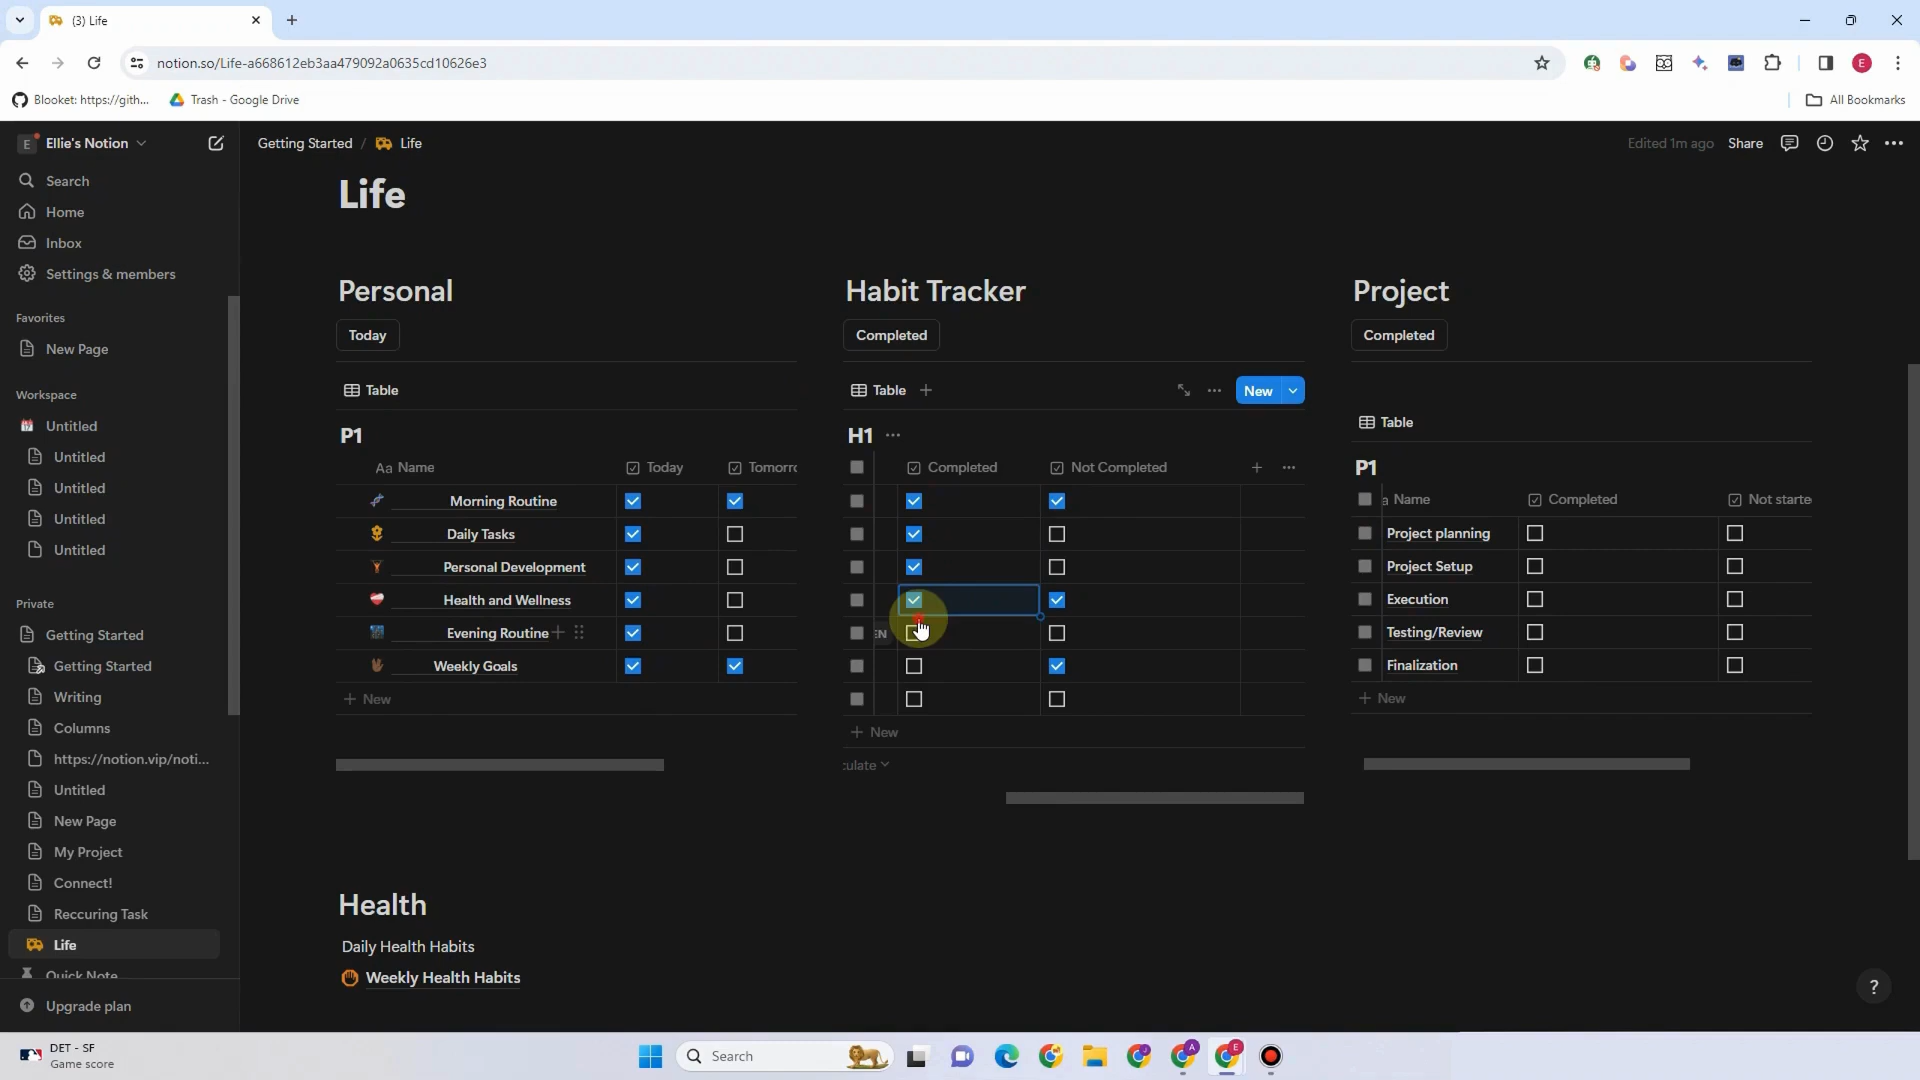 (3) Life
notion.so/Life-a668612eb3aa479092a0635cd10626e3
E
Blooket: https://gith...
Trash - Google Drive
All Bookmarks
E Ellie's Notion
Getting Started / Life
Edited 1m ago Share
Search
Home
Inbox
Settings & members
Favorites
New Page
Workspace
Untitled
Untitled
Untitled
Untitled
Untitled
Private
Getting Started
Getting Started
Writing
Columns
https://notion.vip/noti...
Untitled
New Page
My Project
Connect!
Reccuring Task
Life
Quick Note
Upgrade plan
Life
Personal
Today
Table
P1
Aa Name Today Tomorro
Morning Routine
Daily Tasks
Personal Development
Health and Wellness
Evening Routine
Weekly Goals
New
Habit Tracker
Completed
Table
New
H1
Completed Not Completed
EN
New
culate
Project
Completed
Table
P1
Name Completed Not starte
Project planning
Project Setup
Execution
Testing/Review
Finalization
New
Health
Daily Health Habits
Weekly Health Habits
?
DET - SF
Game score
Search
J
A
E